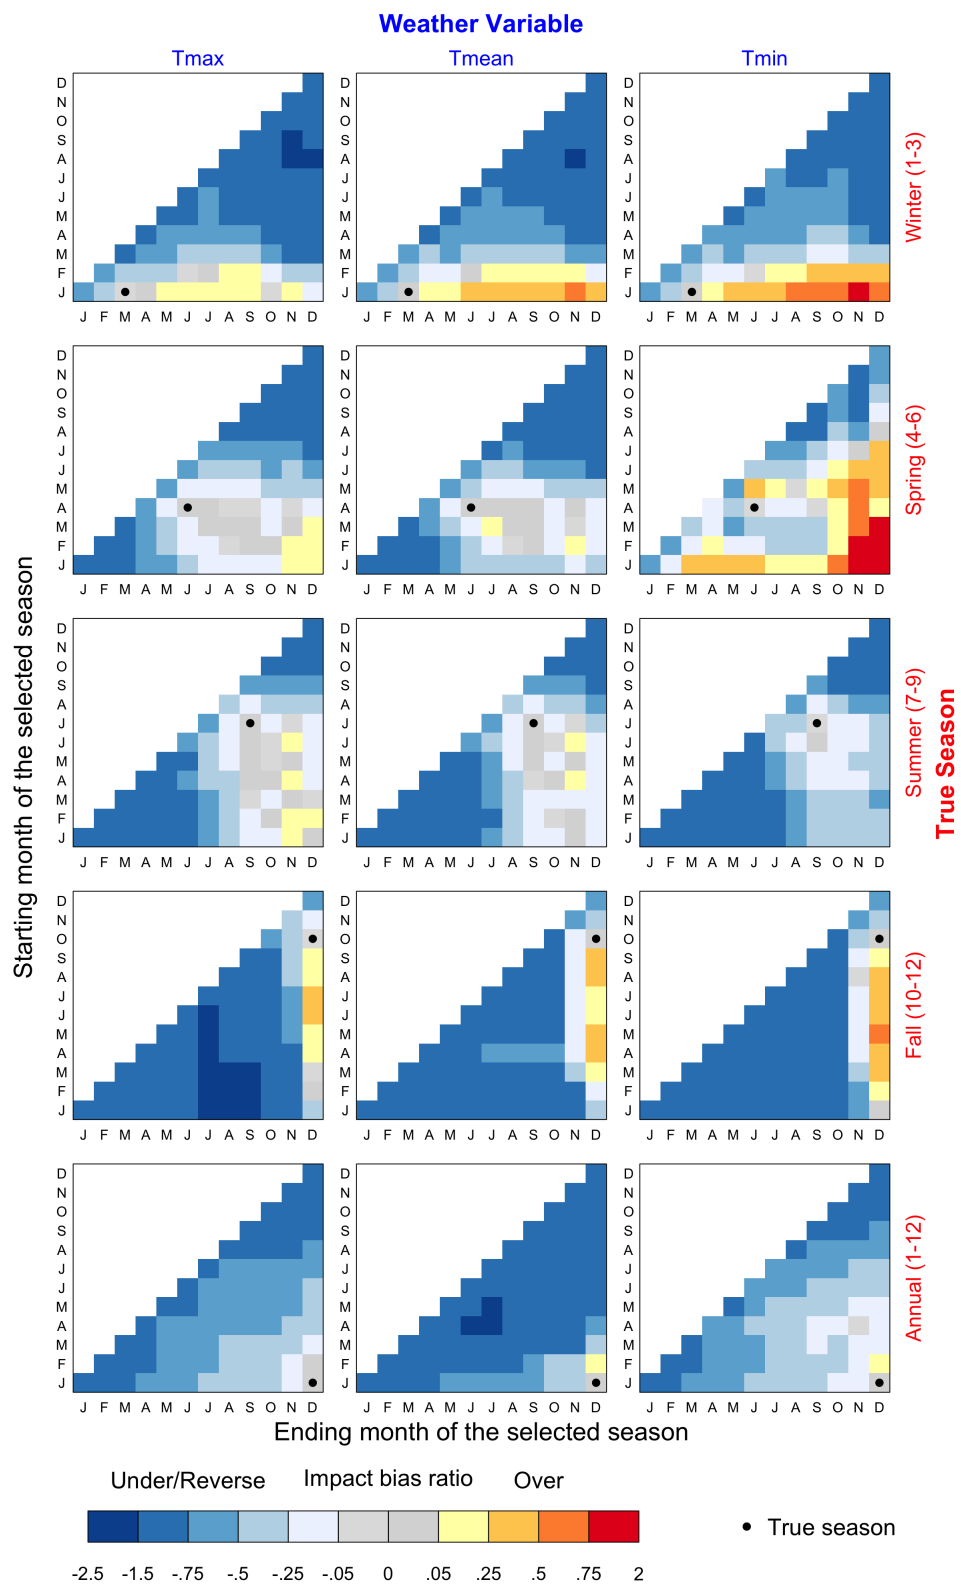 Weather Variable
Tmax Tmean Tmin
D D D
N N N
O O O
S S S
A A A
J J J
J J J
M M M
A A A
M M M
F F F
J J J
J F M A M J J A S O N D J F M A M J J A S O N D J F M A M J J A S O N D
Winter (1-3)
D D D
N N N
O O O
S S S
A A A
J J J
J J J
M M M
A A A
M M M
F F F
J J J
J F M A M J J A S O N D J F M A M J J A S O N D J F M A M J J A S O N D
Spring (4-6)
D D D
N N N
O O O
S S S
A A A
J J J
J J J
M M M
A A A
M M M
F F F
J J J
J F M A M J J A S O N D J F M A M J J A S O N D J F M A M J J A S O N D
Summer (7-9)
D D D
N N N
O O O
S S S
A A A
J J J
J J J
M M M
A A A
M M M
F F F
J J J
J F M A M J J A S O N D J F M A M J J A S O N D J F M A M J J A S O N D
Fall (10-12)
D D D
N N N
O O O
S S S
A A A
J J J
J J J
M M M
A A A
M M M
F F F
J J J
J F M A M J J A S O N D J F M A M J J A S O N D J F M A M J J A S O N D
Annual (1-12)
Starting month of the selected season
True Season
Ending month of the selected season
Under/Reverse Impact bias ratio Over
-2.5 -1.5 -.75 -.5 -.25 -.05 0 .05 .25 .5 .75 2
True season